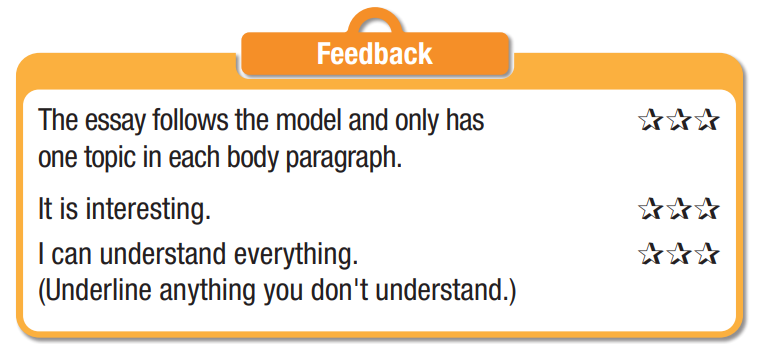 Feedback
The essay follows the model and only has ✰✰✰
one topic in each body paragraph.
It is interesting. ✰✰✰
I can understand everything. ✰✰✰
(Underline anything you don't understand.)